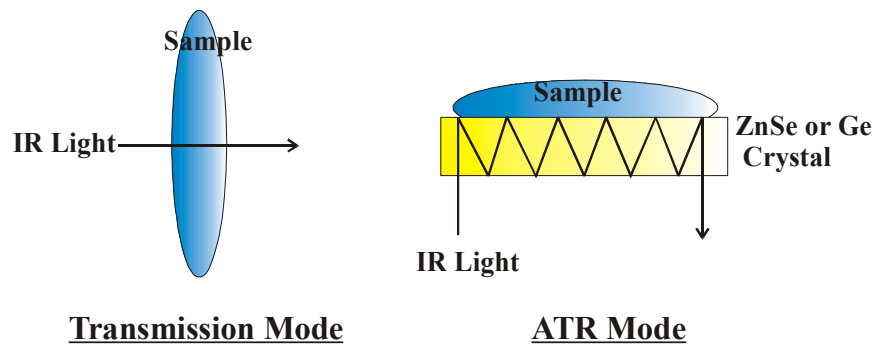 Sample
IR Light
Transmission Mode
Sample
ZnSe or Ge
Crystal
IR Light
ATR Mode